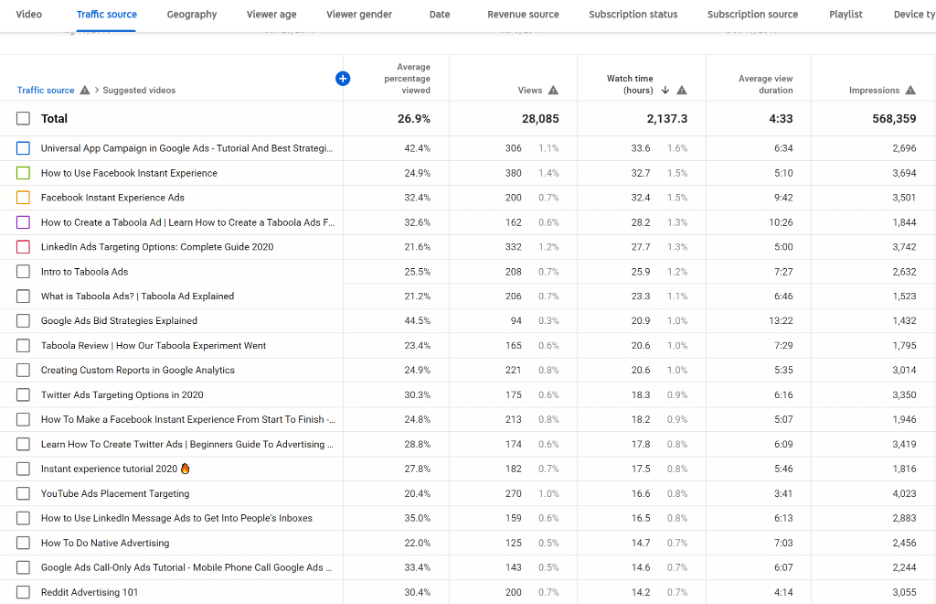 Video Traffic source Geography Viewer age Viewer gender Date Revenue source Subscription status Subscription source Playlist Device ty
Average percentage viewed
Views
Watch time (hours)
Average view duration
Impressions
Traffic source > Suggested videos
Total 26.9% 28,085 2,137.3 4:33 568,359
Universal App Campaign in Google Ads - Tutorial And Best Strategi... 42.4% 306 1.1% 33.6 1.6% 6:34 2,696
How to Use Facebook Instant Experience 24.9% 380 1.4% 32.7 1.5% 5:10 3,694
Facebook Instant Experience Ads 32.4% 200 0.7% 32.4 1.5% 9:42 3,501
How to Create a Taboola Ad | Learn How to Create a Taboola Ads F... 32.6% 162 0.6% 28.2 1.3% 10:26 1,844
LinkedIn Ads Targeting Options: Complete Guide 2020 21.6% 332 1.2% 27.7 1.3% 5:00 3,742
Intro to Taboola Ads 25.5% 208 0.7% 25.9 1.2% 7:27 2,632
What is Taboola Ads? | Taboola Ad Explained 21.2% 206 0.7% 23.3 1.1% 6:46 1,523
Google Ads Bid Strategies Explained 44.5% 94 0.3% 20.9 1.0% 13:22 1,432
Taboola Review | How Our Taboola Experiment Went 23.4% 165 0.6% 20.6 1.0% 7:29 1,795
Creating Custom Reports in Google Analytics 24.9% 221 0.8% 20.6 1.0% 5:35 3,014
Twitter Ads Targeting Options in 2020 30.3% 175 0.6% 18.3 0.9% 6:16 3,350
How To Make a Facebook Instant Experience From Start To Finish -... 24.8% 213 0.8% 18.2 0.9% 5:07 1,946
Learn How To Create Twitter Ads | Beginners Guide To Advertising ... 28.8% 174 0.6% 17.8 0.8% 6:09 3,419
Instant experience tutorial 2020 🔥 27.8% 182 0.7% 17.5 0.8% 5:46 1,816
YouTube Ads Placement Targeting 20.4% 270 1.0% 16.6 0.8% 3:41 4,023
How to Use LinkedIn Message Ads to Get Into People's Inboxes 35.0% 159 0.6% 16.5 0.8% 6:13 2,883
How To Do Native Advertising 22.0% 125 0.5% 14.7 0.7% 7:03 2,456
Google Ads Call-Only Ads Tutorial - Mobile Phone Call Google Ads ... 33.4% 143 0.5% 14.6 0.7% 6:07 2,244
Reddit Advertising 101 30.4% 200 0.7% 14.2 0.7% 4:14 3,055